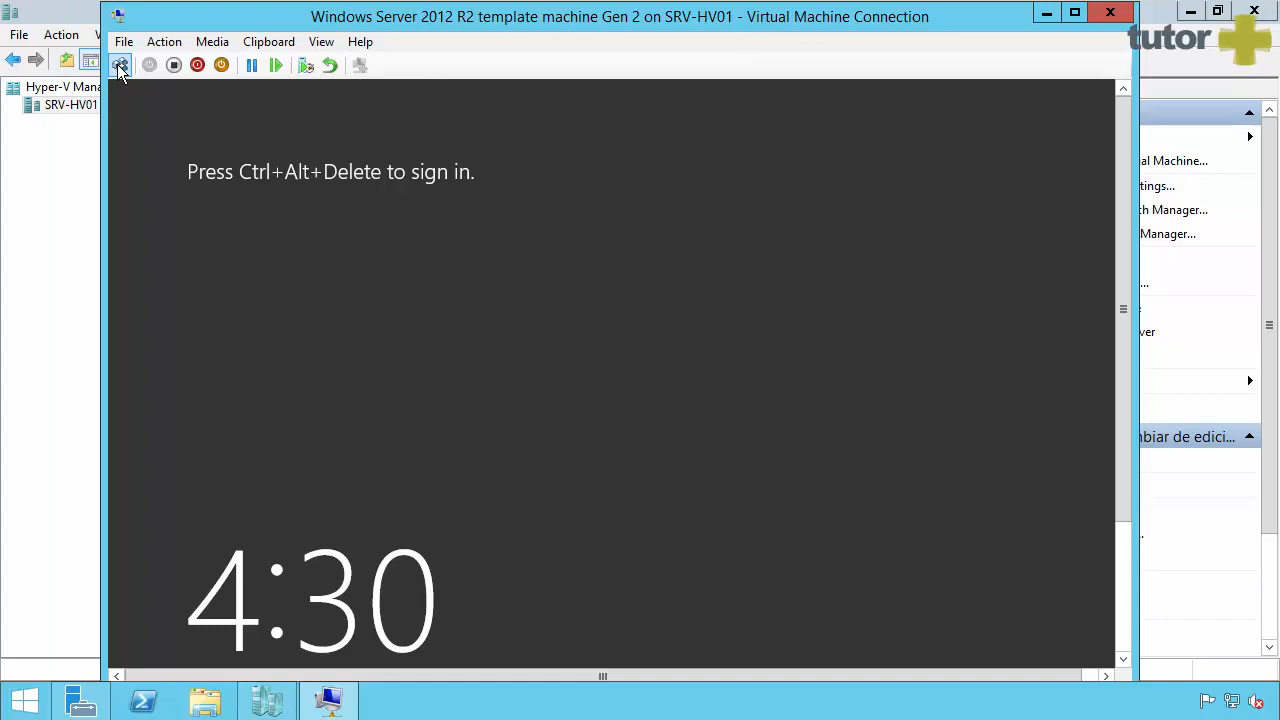 Windows Server 2012 R2 template machine Gen 2 on SRV-HV01 - Virtual Machine Connection
tutor
File Action Media Clipboard View Help
File Action V
Hyper-V Mana
SRV-HV01
Press Ctrl+Alt+Delete to sign in.
al Machine...
tings...
ch Manager...
Manager...
...
ver
nbiar de edici...
4:30